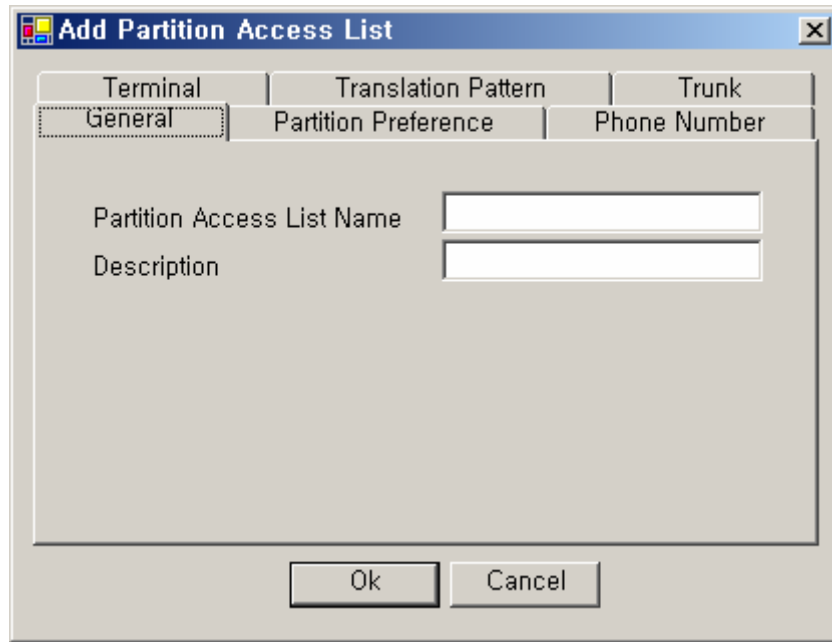 Add Partition Access List
Terminal Translation Pattern Trunk
General Partition Preference Phone Number
Partition Access List Name
Description
Ok Cancel